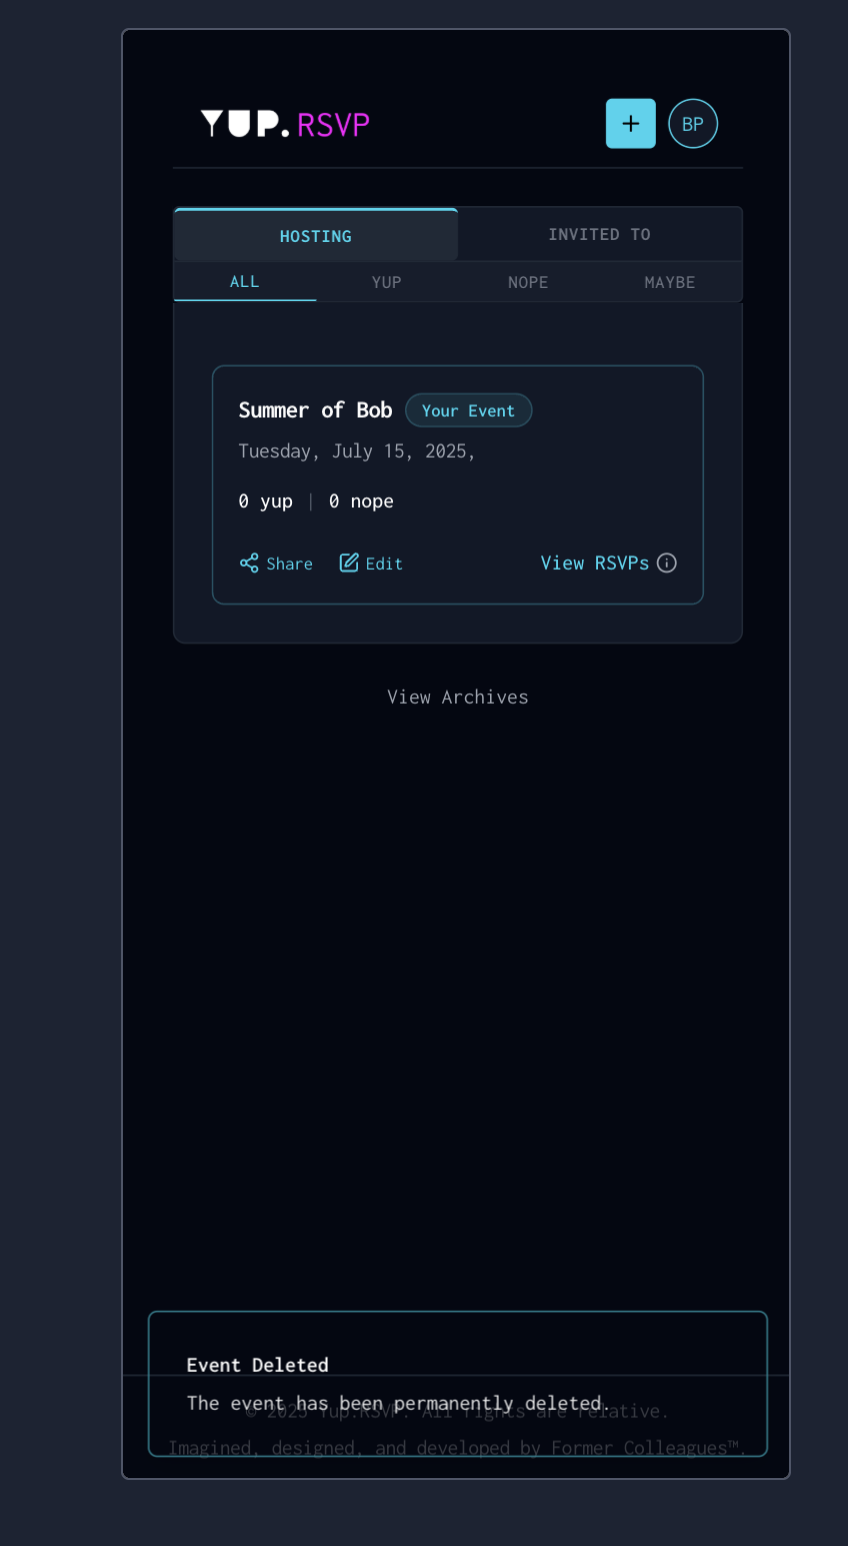 YUP.RSVP
+
BP
HOSTING
INVITED TO
ALL
YUP
NOPE
MAYBE
Summer of Bob
Your Event
Tuesday, July 15, 2025,
0 yup | 0 nope
Share
Edit
View RSVPs
View Archives
Event Deleted
The event has been permanently deleted.
© 2025 Yup.RSVP. All rights are relative.
Imagined, designed, and developed by Former Colleagues™.